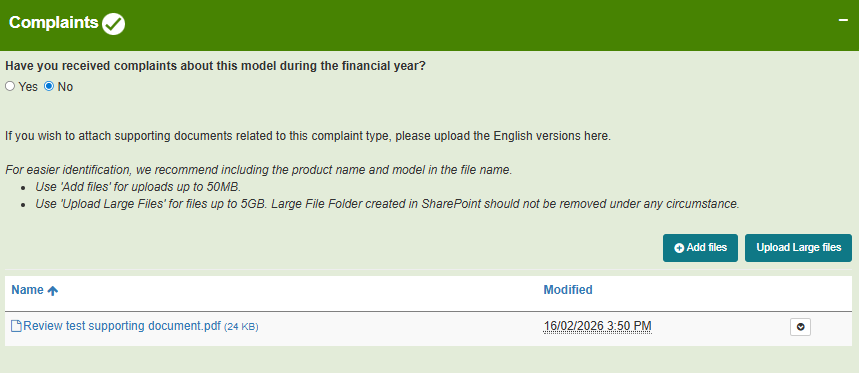 Complaints
Have you received complaints about this model during the financial year?
Yes No
If you wish to attach supporting documents related to this complaint type, please upload the English versions here.
For easier identification, we recommend including the product name and model in the file name.
• Use 'Add files' for uploads up to 50MB.
• Use 'Upload Large Files' for files up to 5GB. Large File Folder created in SharePoint should not be removed under any circumstance.
Add files Upload Large files
Name Modified
Review test supporting document.pdf (24 KB) 16/02/2026 3:50 PM